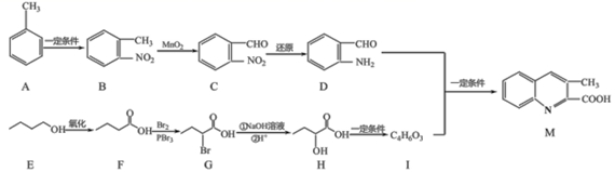 CH₃
一定条件
CH₃
NO₂
MnO₂
CHO
NO₂
还原
CHO
NH₂
一定条件
CH₃
COOH
N
A
B
C
D
M
OH
氧化
O
OH
Br₂
PBr₃
O
OH
Br
①NaOH溶液
②H⁺
O
OH
OH
一定条件
C₄H₆O₃
E
F
G
H
I